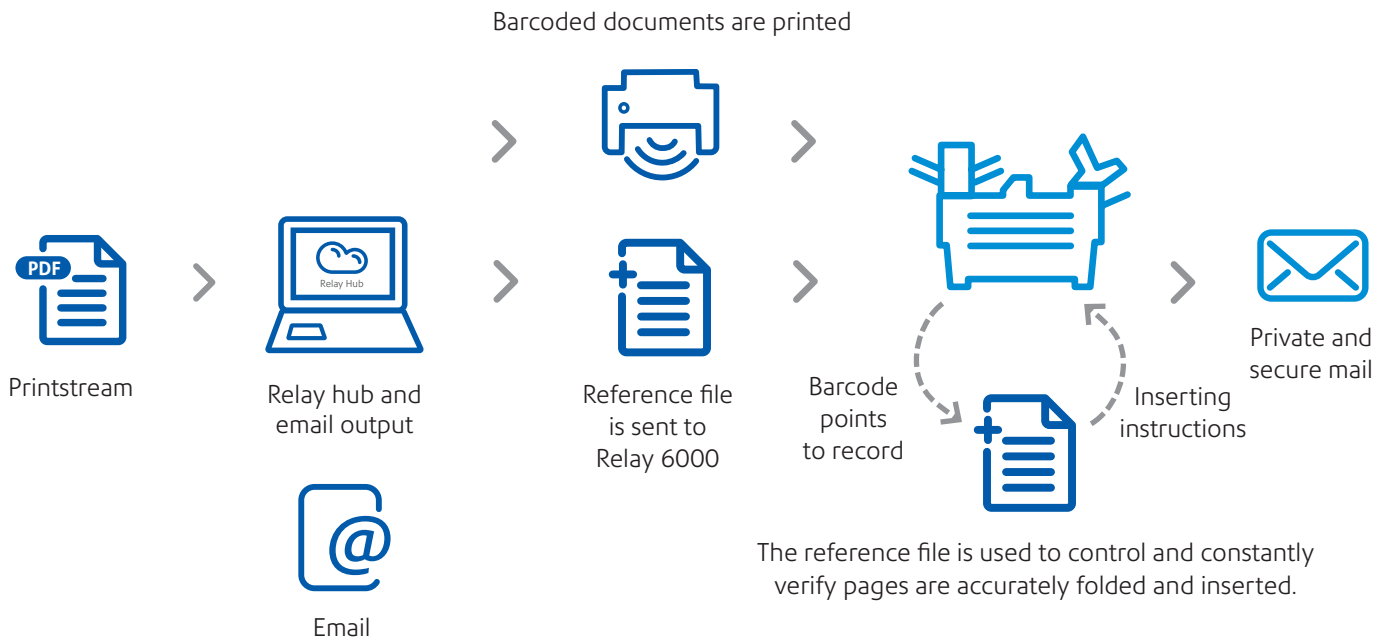 Barcoded documents are printed
PDF
Printstream
Relay Hub
Relay hub and
email output
@
Email
Reference file
is sent to
Relay 6000
Barcode
points
to record
Inserting
instructions
Private and
secure mail
The reference file is used to control and constantly
verify pages are accurately folded and inserted.